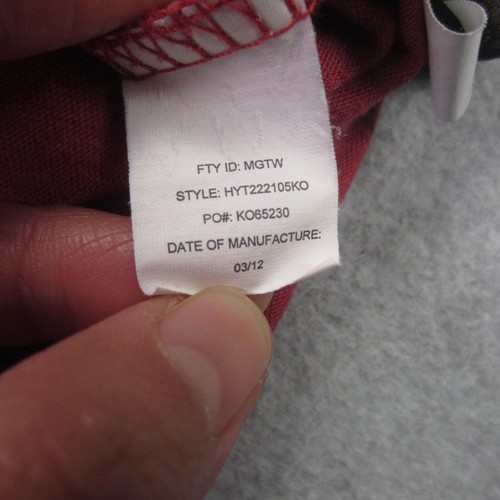 FTY ID: MGTW
STYLE: HYT222105KO
PO#: KO65230
DATE OF MANUFACTURE:
03/12